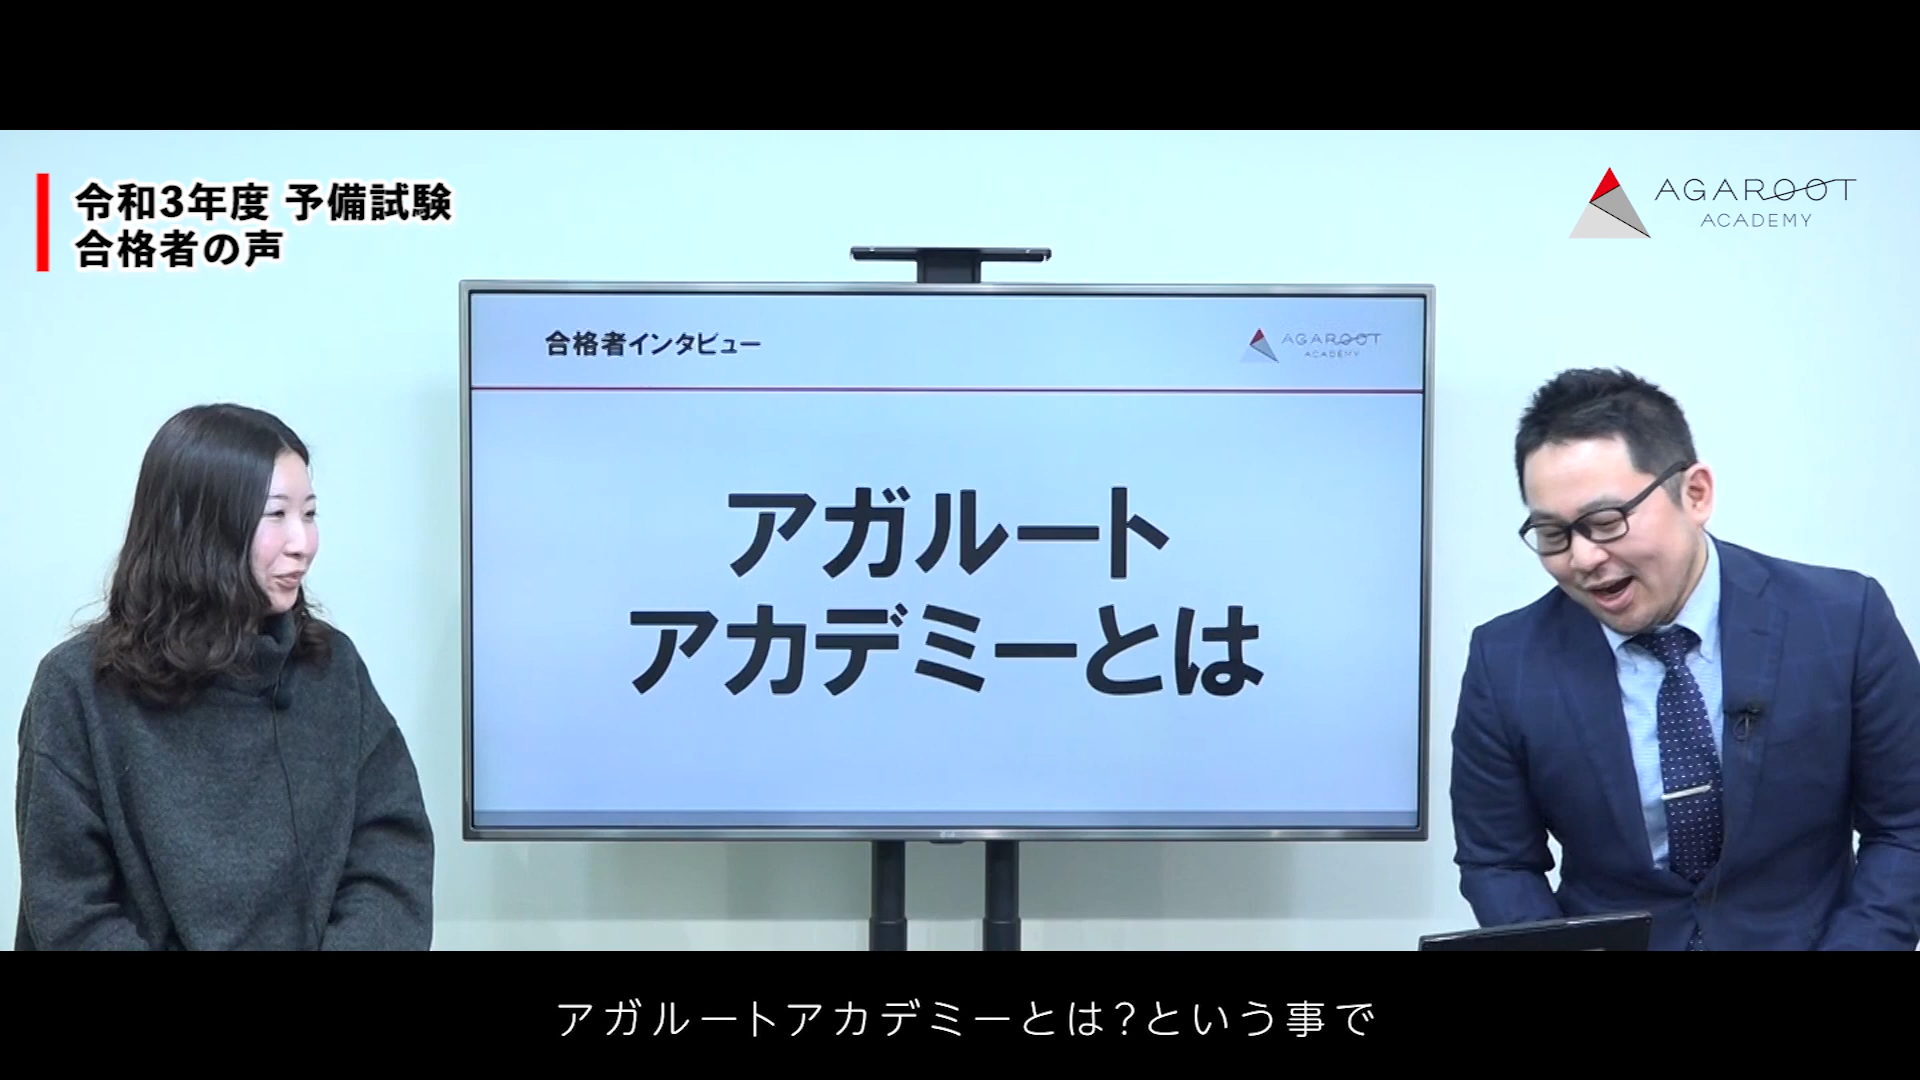 令和3年度 予備試験
合格者の声
AGAROOT
ACADEMY
合格者インタビュー
AGAROOT
ACADEMY
アガルート
アカデミーとは
アガルートアカデミーとは?という事で